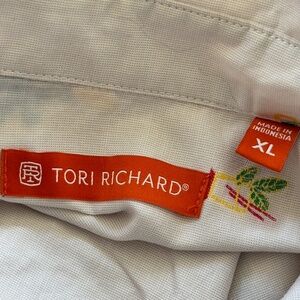 MADE IN
INDONESIA
XL
TORI RICHARD®